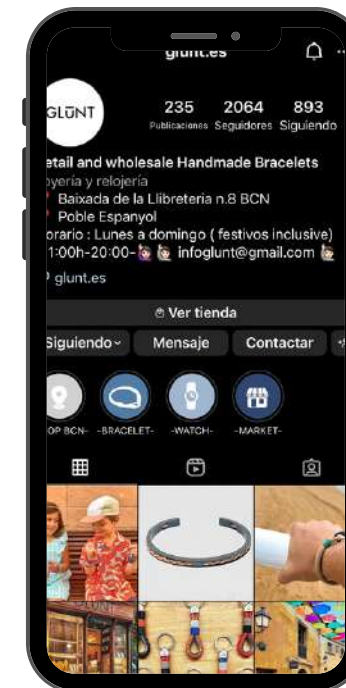 glunt.es
GLŪNT
235 2064 893
Publicaciones Seguidores Siguiendo
etail and wholesale Handmade Bracelets
oyería y relojería
Baixada de la Llibreteria n.8 BCN
Poble Espanyol
orario : Lunes a domingo ( festivos inclusive)
1:00h-20:00- infoglunt@gmail.com
glunt.es
Ver tienda
Siguiendo Mensaje Contactar
OP BCN- -BRACELET- -WATCH- -MARKET-